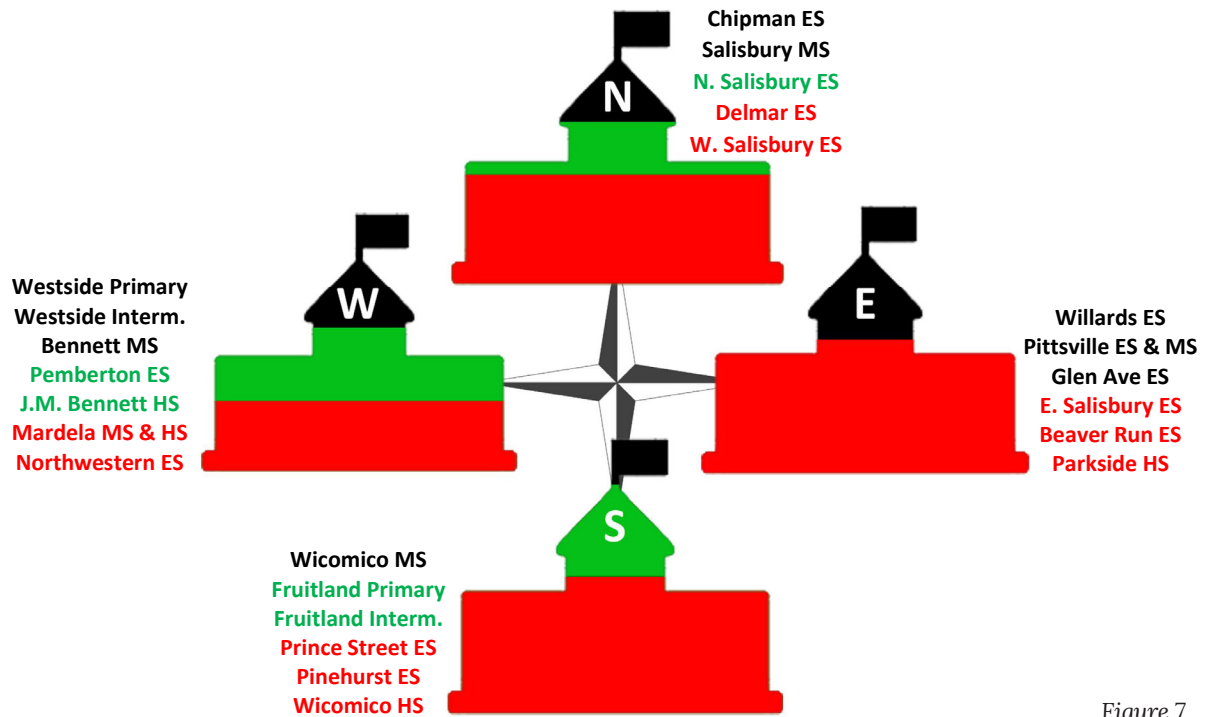 Chipman ES
Salisbury MS
N. Salisbury ES
Delmar ES
W. Salisbury ES
N
Westside Primary
Westside Interm.
Bennett MS
Pemberton ES
J.M. Bennett HS
Mardela MS & HS
Northwestern ES
W
E
Willards ES
Pittsville ES & MS
Glen Ave ES
E. Salisbury ES
Beaver Run ES
Parkside HS
S
Wicomico MS
Fruitland Primary
Fruitland Interm.
Prince Street ES
Pinehurst ES
Wicomico HS
Figure 7